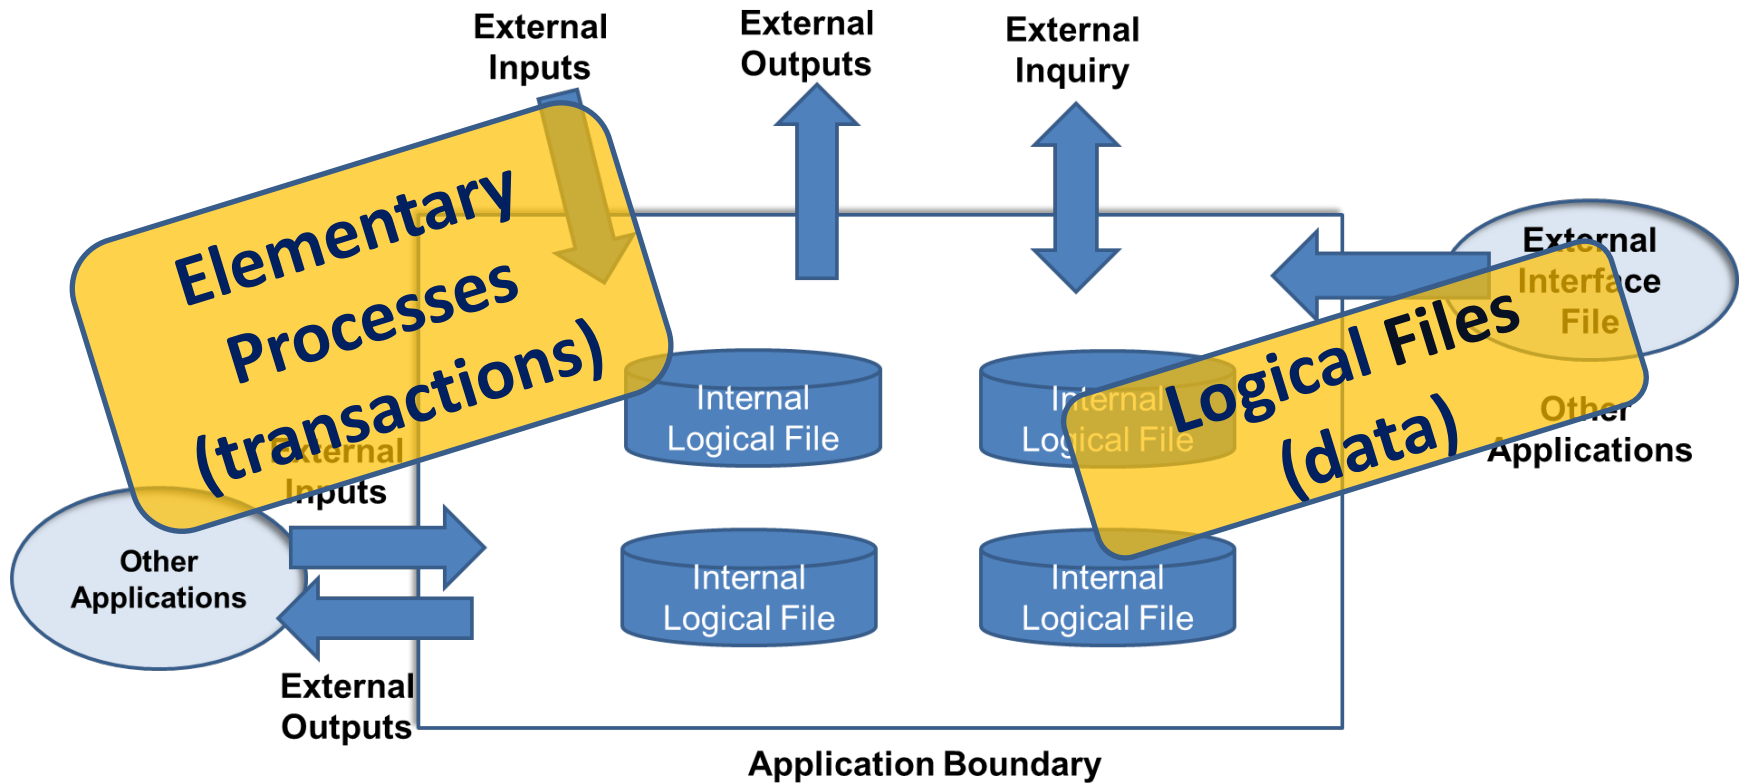 External
Inputs
External
Outputs
External
Inquiry
Elementary
Processes
(transactions)
External
Interface
File
Logical Files
(data)
Internal
Logical File
Internal
Logical File
Other
Applications
External
Inputs
Other
Applications
Internal
Logical File
Internal
Logical File
External
Outputs
Application Boundary